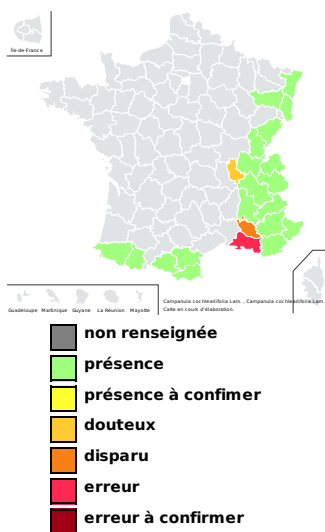 Île-de-France
Guadeloupe Martinique Guyane La Réunion Mayotte
Campanula cochleariifolia Lam. , Campanula cochleariifolia Lam.
Carte en cours d'élaboration.
non renseignée
présence
présence à confimer
douteux
disparu
erreur
erreur à confirmer